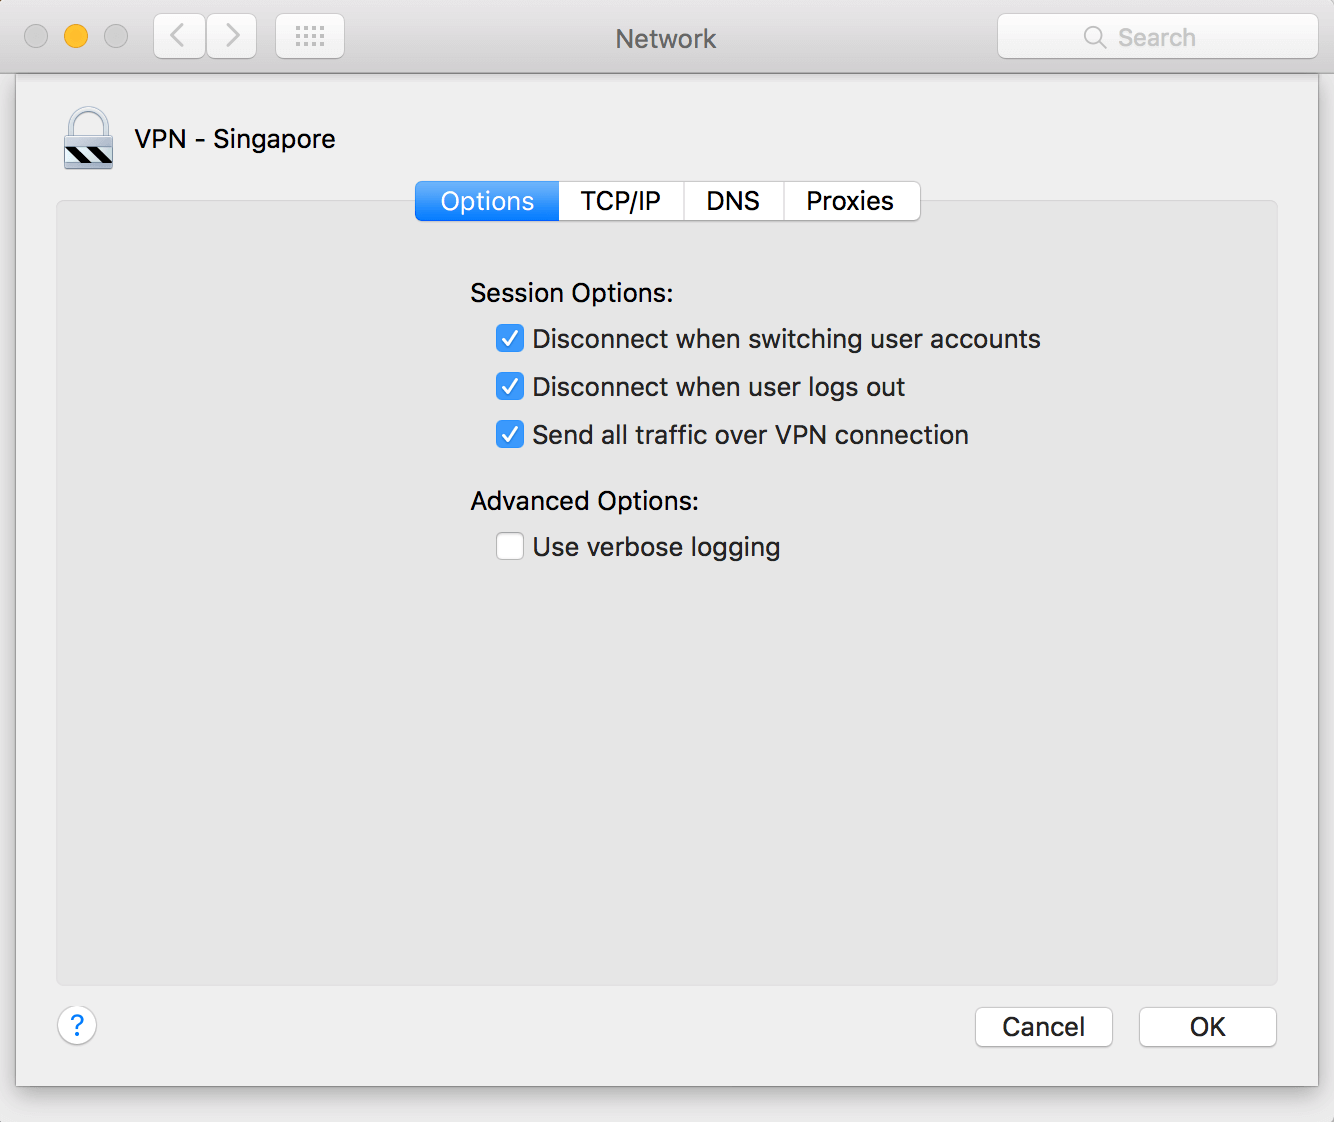 Network
Search
VPN - Singapore
Options TCP/IP DNS Proxies
Session Options:
Disconnect when switching user accounts
Disconnect when user logs out
Send all traffic over VPN connection
Advanced Options:
Use verbose logging
?
Cancel
OK